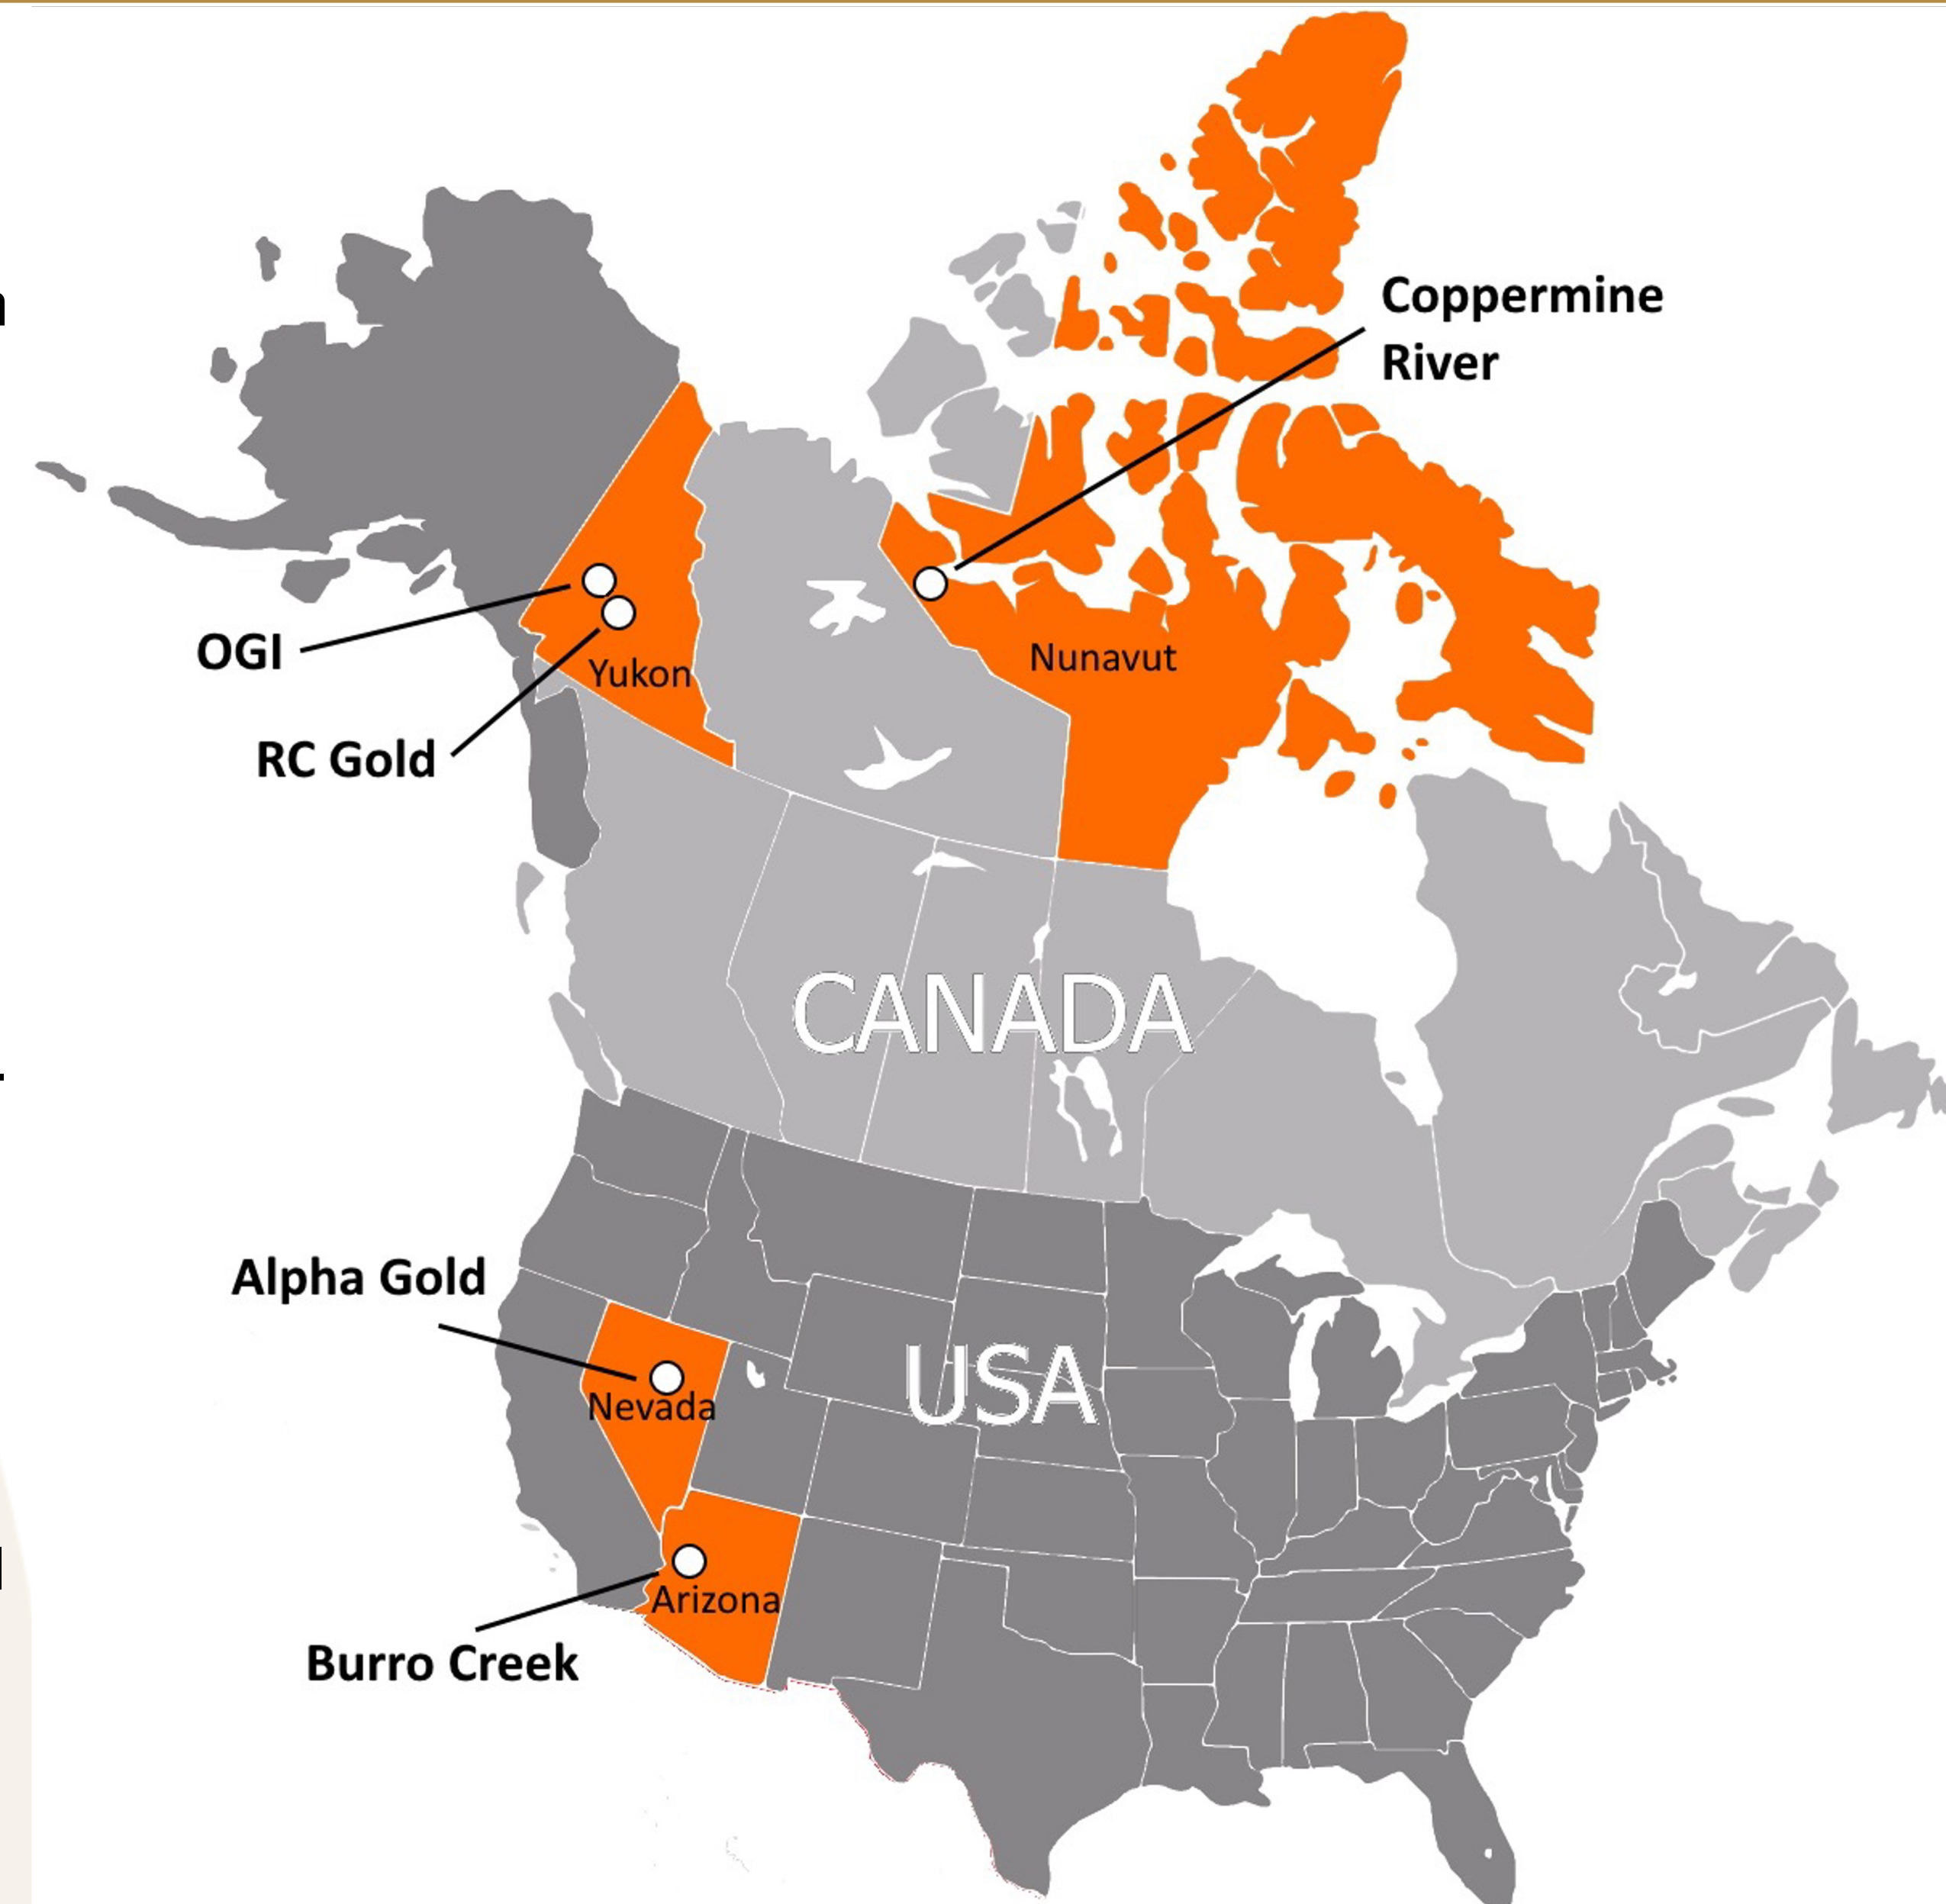 Coppermine
River
OGI
Yukon
Nunavut
RC Gold
CANADA
Alpha Gold
USA
Nevada
Arizona
Burro Creek